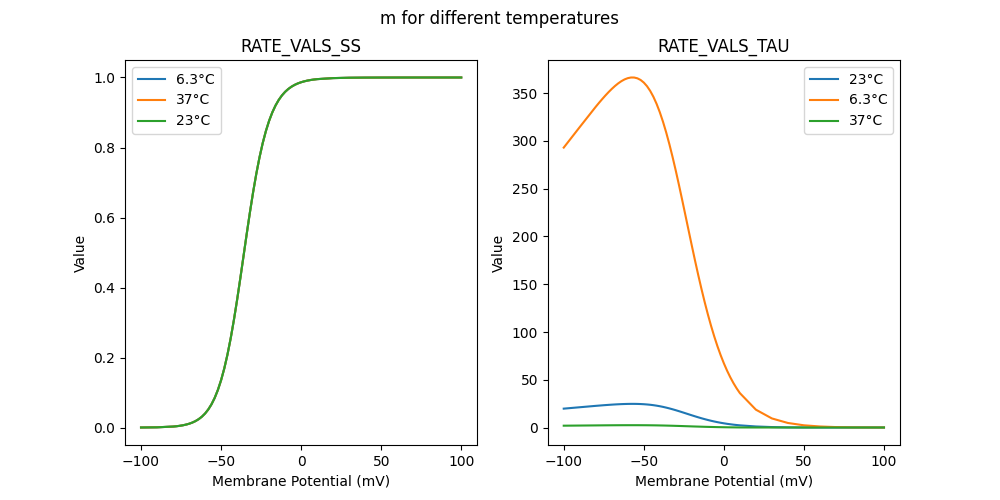 m for different temperatures
RATE_VALS_SS
1.0
0.8
0.6
0.4
0.2
0.0
Value
6.3°C
37°C
23°C
−100
−50
0
50
100
Membrane Potential (mV)
RATE_VALS_TAU
350
300
250
200
150
100
50
0
Value
23°C
6.3°C
37°C
−100
−50
0
50
100
Membrane Potential (mV)